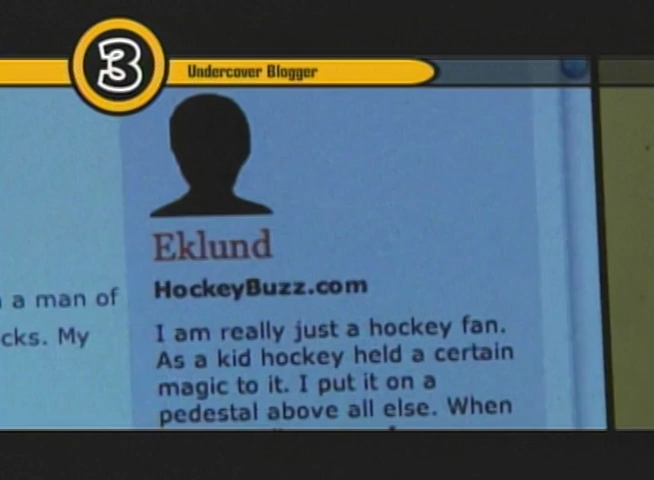 3
Undercover Blogger
Eklund
HockeyBuzz.com
a man of
cks. My
I am really just a hockey fan.
As a kid hockey held a certain
magic to it. I put it on a
pedestal above all else. When